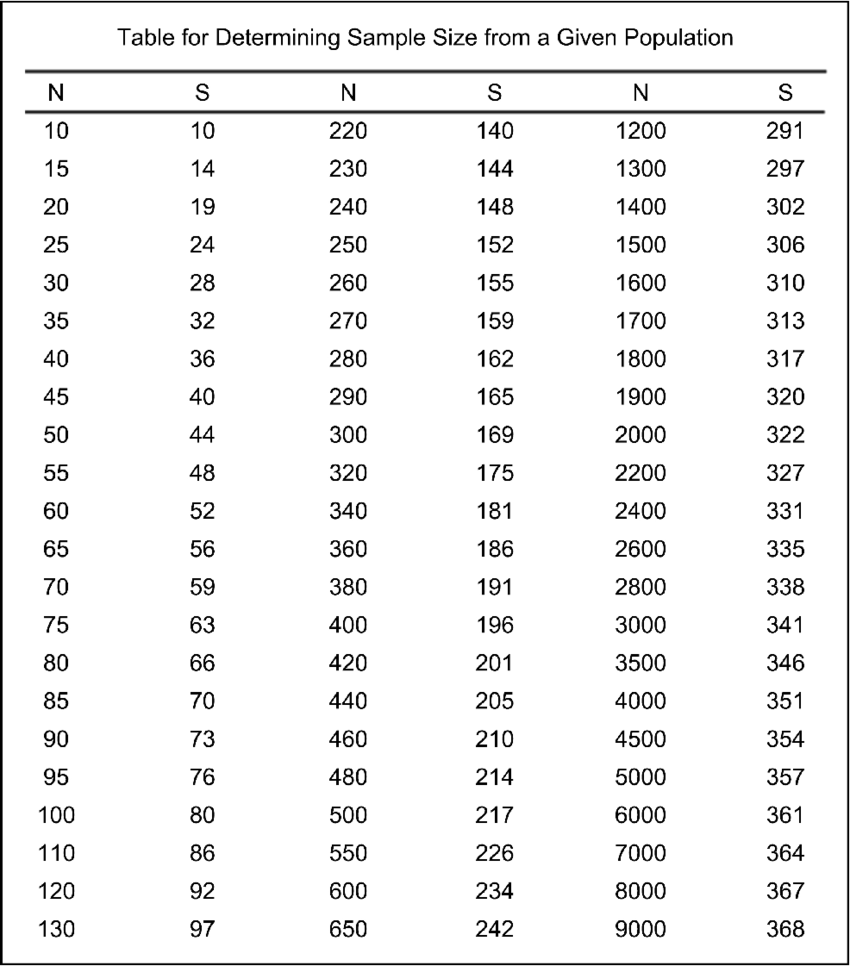 Table for Determining Sample Size from a Given Population
N S N S N S
10 10 220 140 1200 291
15 14 230 144 1300 297
20 19 240 148 1400 302
25 24 250 152 1500 306
30 28 260 155 1600 310
35 32 270 159 1700 313
40 36 280 162 1800 317
45 40 290 165 1900 320
50 44 300 169 2000 322
55 48 320 175 2200 327
60 52 340 181 2400 331
65 56 360 186 2600 335
70 59 380 191 2800 338
75 63 400 196 3000 341
80 66 420 201 3500 346
85 70 440 205 4000 351
90 73 460 210 4500 354
95 76 480 214 5000 357
100 80 500 217 6000 361
110 86 550 226 7000 364
120 92 600 234 8000 367
130 97 650 242 9000 368